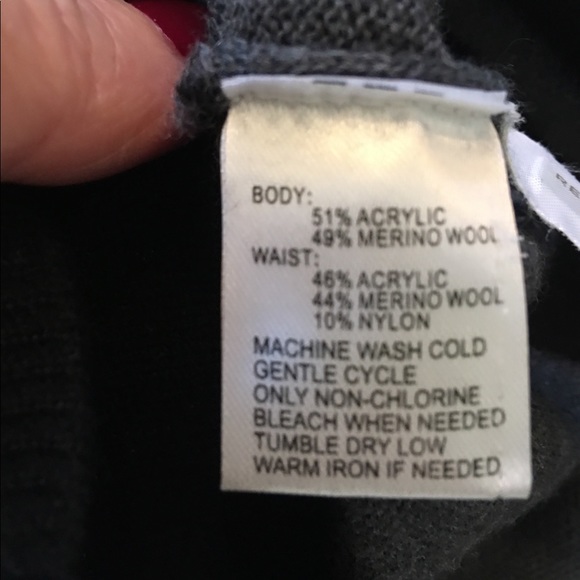 BODY:
51% ACRYLIC
49% MERINO WOOL
WAIST:
46% ACRYLIC
44% MERINO WOOL
10% NYLON
MACHINE WASH COLD
GENTLE CYCLE
ONLY NON-CHLORINE
BLEACH WHEN NEEDED
TUMBLE DRY LOW
WARM IRON IF NEEDED